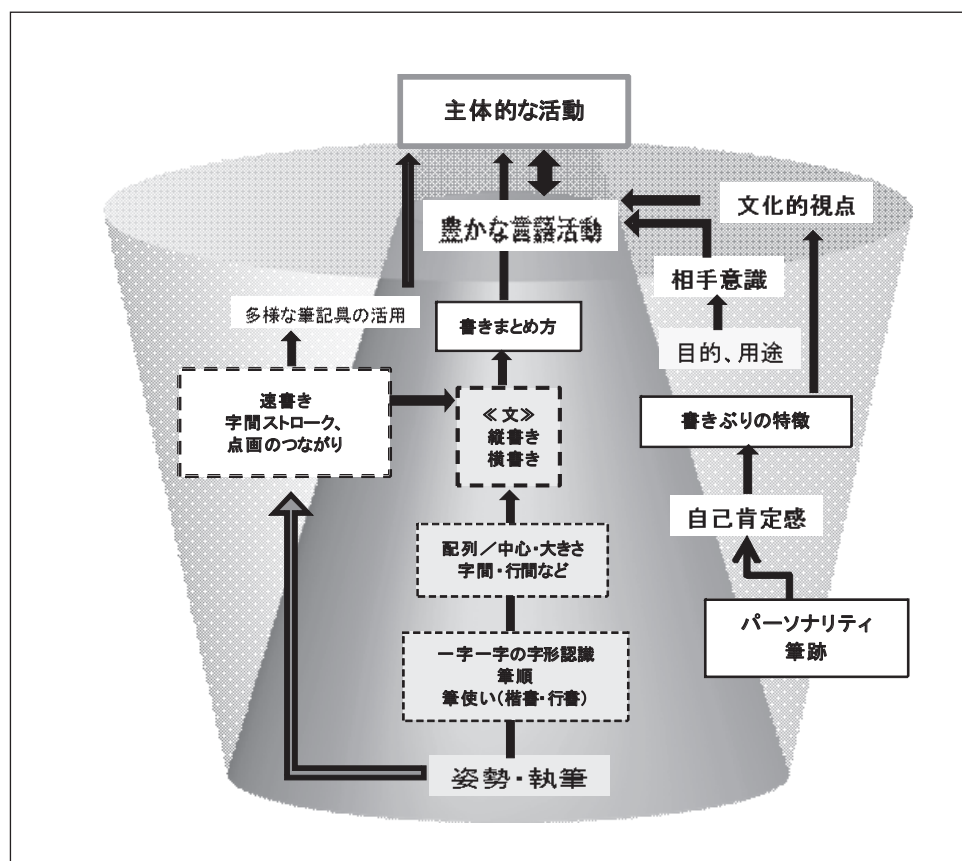 主体的な活動
文化的視点
豊かな言語活動
相手意識
多様な筆記具の活用
書きまとめ方
目的、用途
速書き
字間ストローク、
点画のつながり
≪文≫
縦書き
横書き
書きぶりの特徴
自己肯定感
配列／中心・大きさ
字間・行間など
パーソナリティ
筆跡
一字一字の字形認識
筆順
筆使い（楷書・行書）
姿勢・執筆